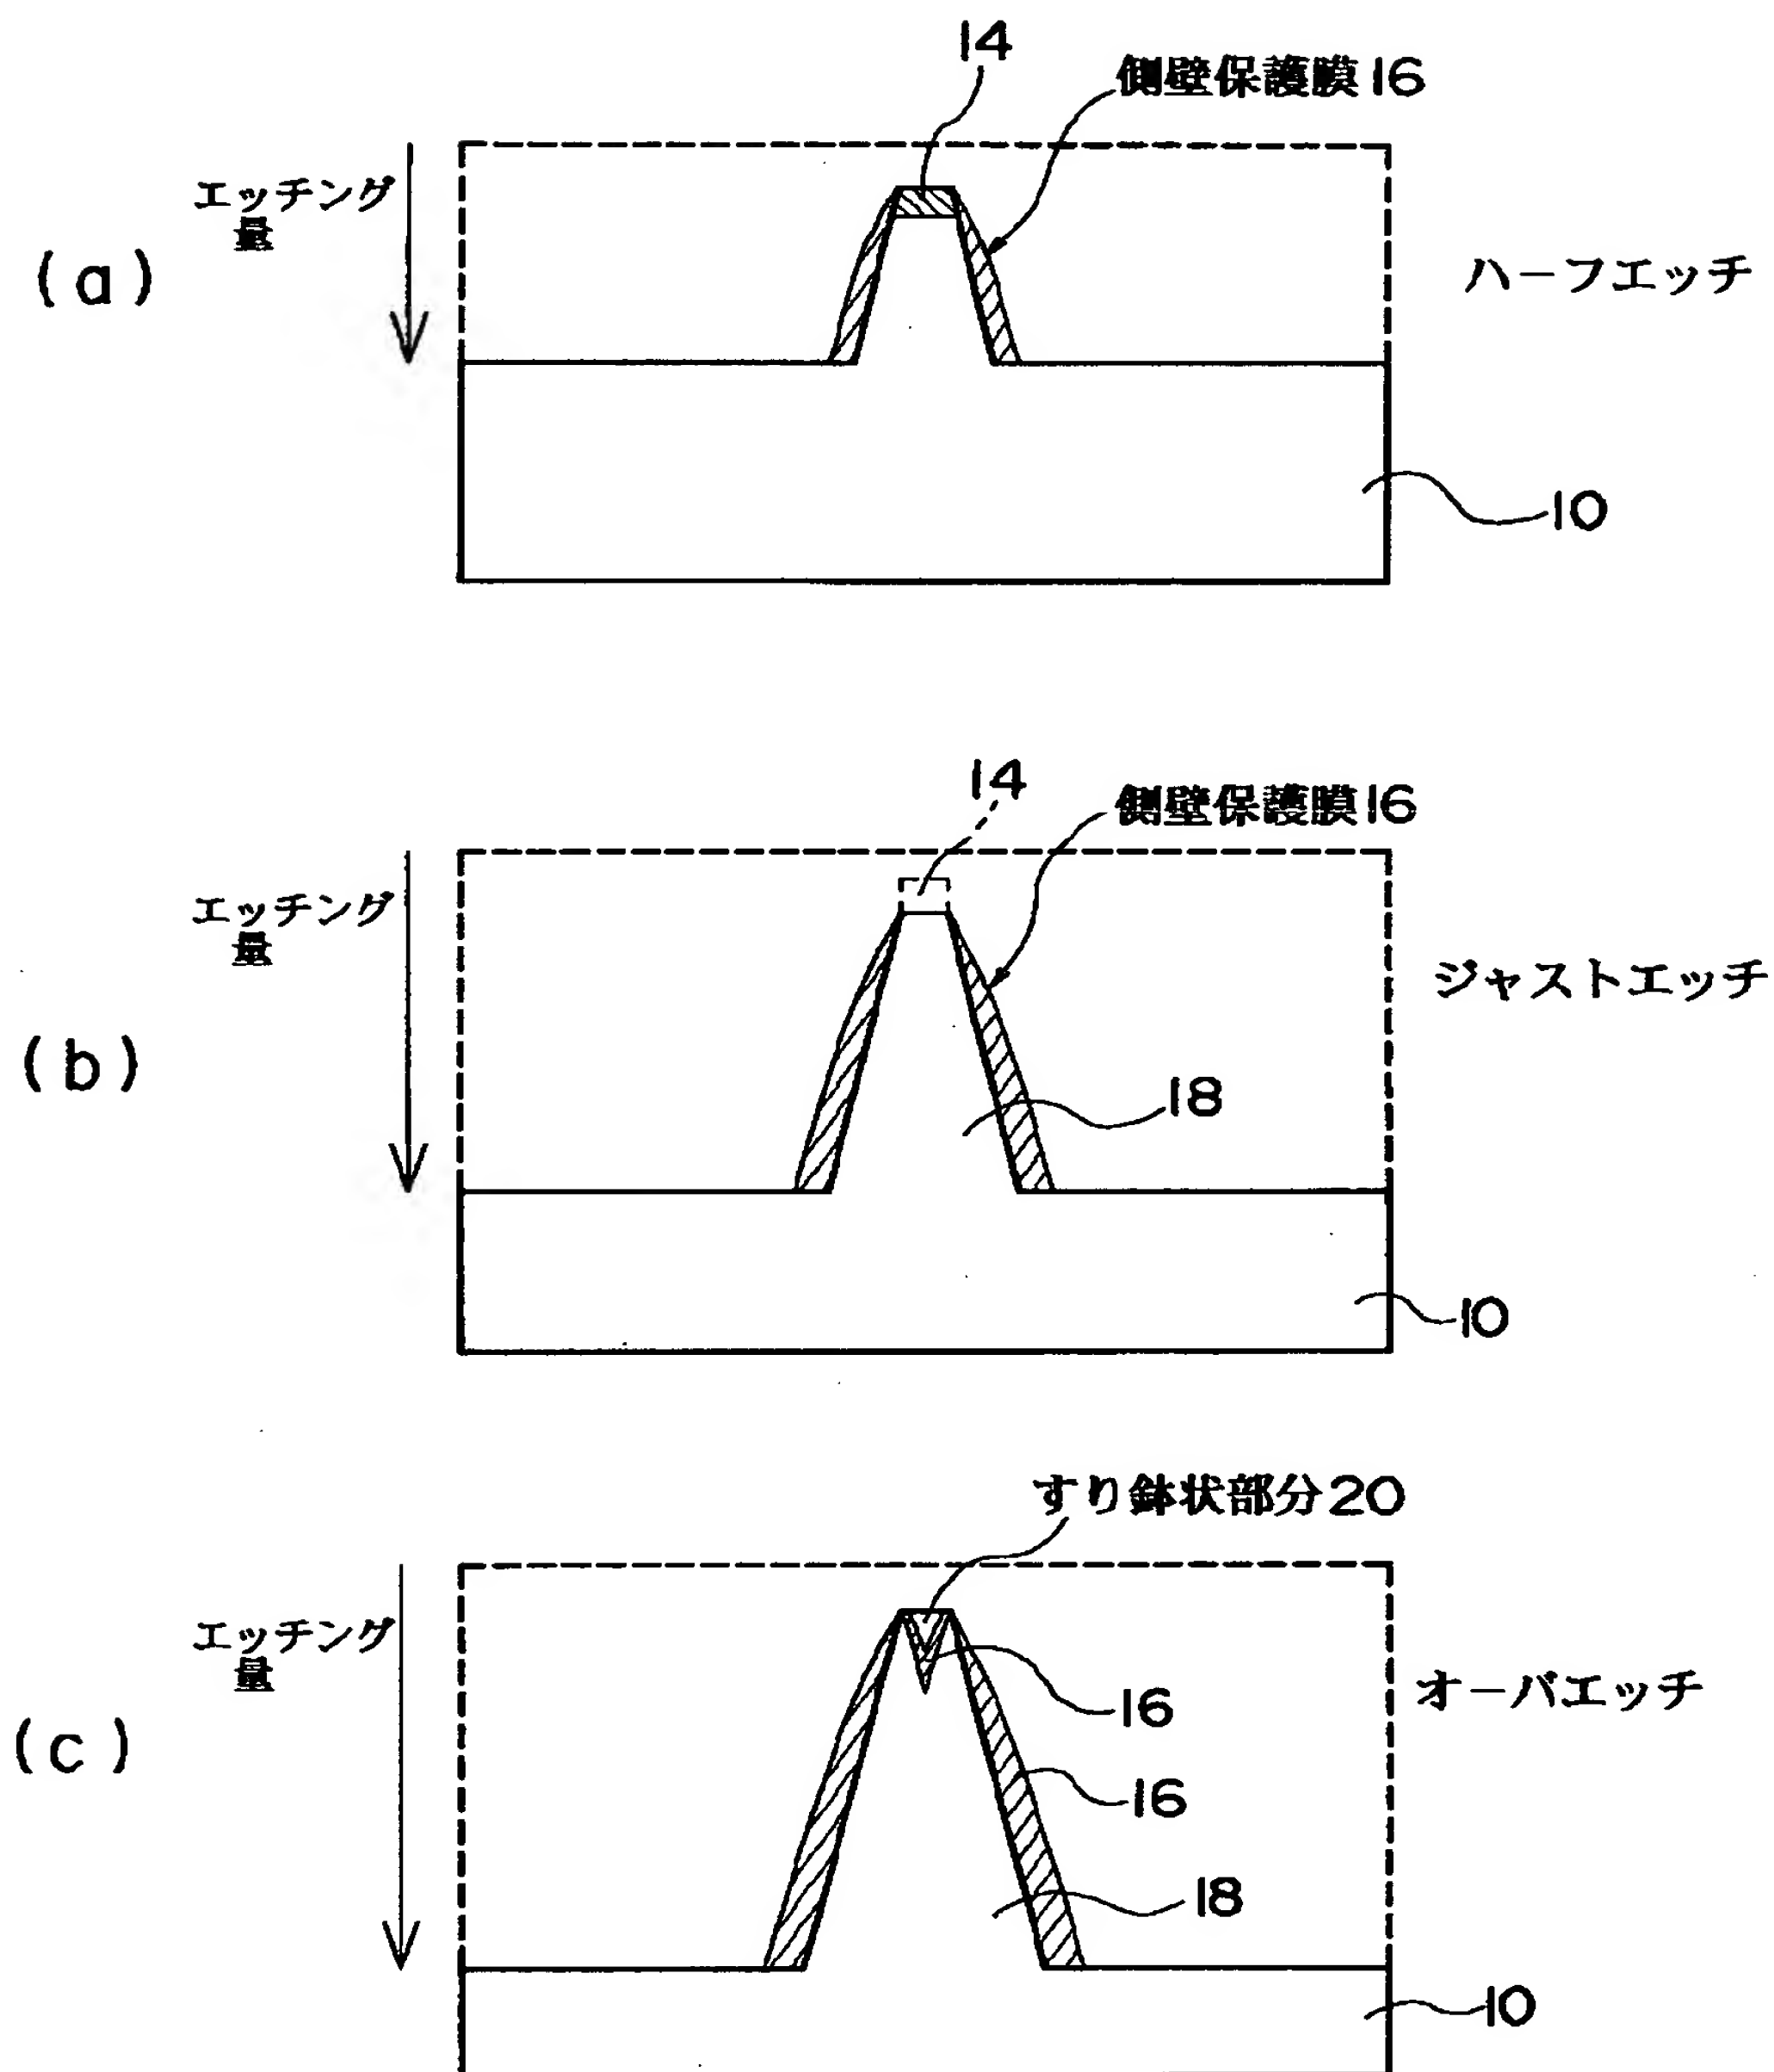 14
側壁保護膜16
エッチング
量
(a)
ハーフエッチ
10
14
側壁保護膜16
エッチング
量
ジャストエッチ
(b)
18
10
すり鉢状部分20
エッチング
量
16
オーバエッチ
(c)
16
18
10